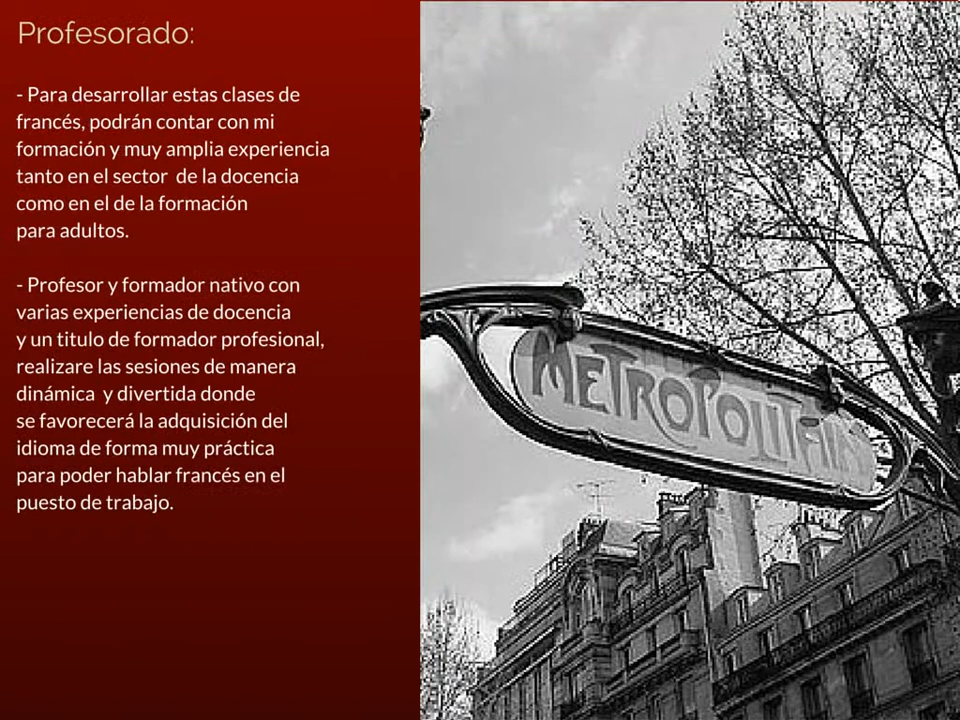 Profesorado:
- Para desarrollar estas clases de
francés, podrán contar con mi
formación y muy amplia experiencia
tanto en el sector de la docencia
como en el de la formación
para adultos.
- Profesor y formador nativo con
varias experiencias de docencia
y un titulo de formador profesional,
realizare las sesiones de manera
dinámica y divertida donde
se favorecerá la adquisición del
idioma de forma muy práctica
para poder hablar francés en el
puesto de trabajo.
METROPOLITAIN